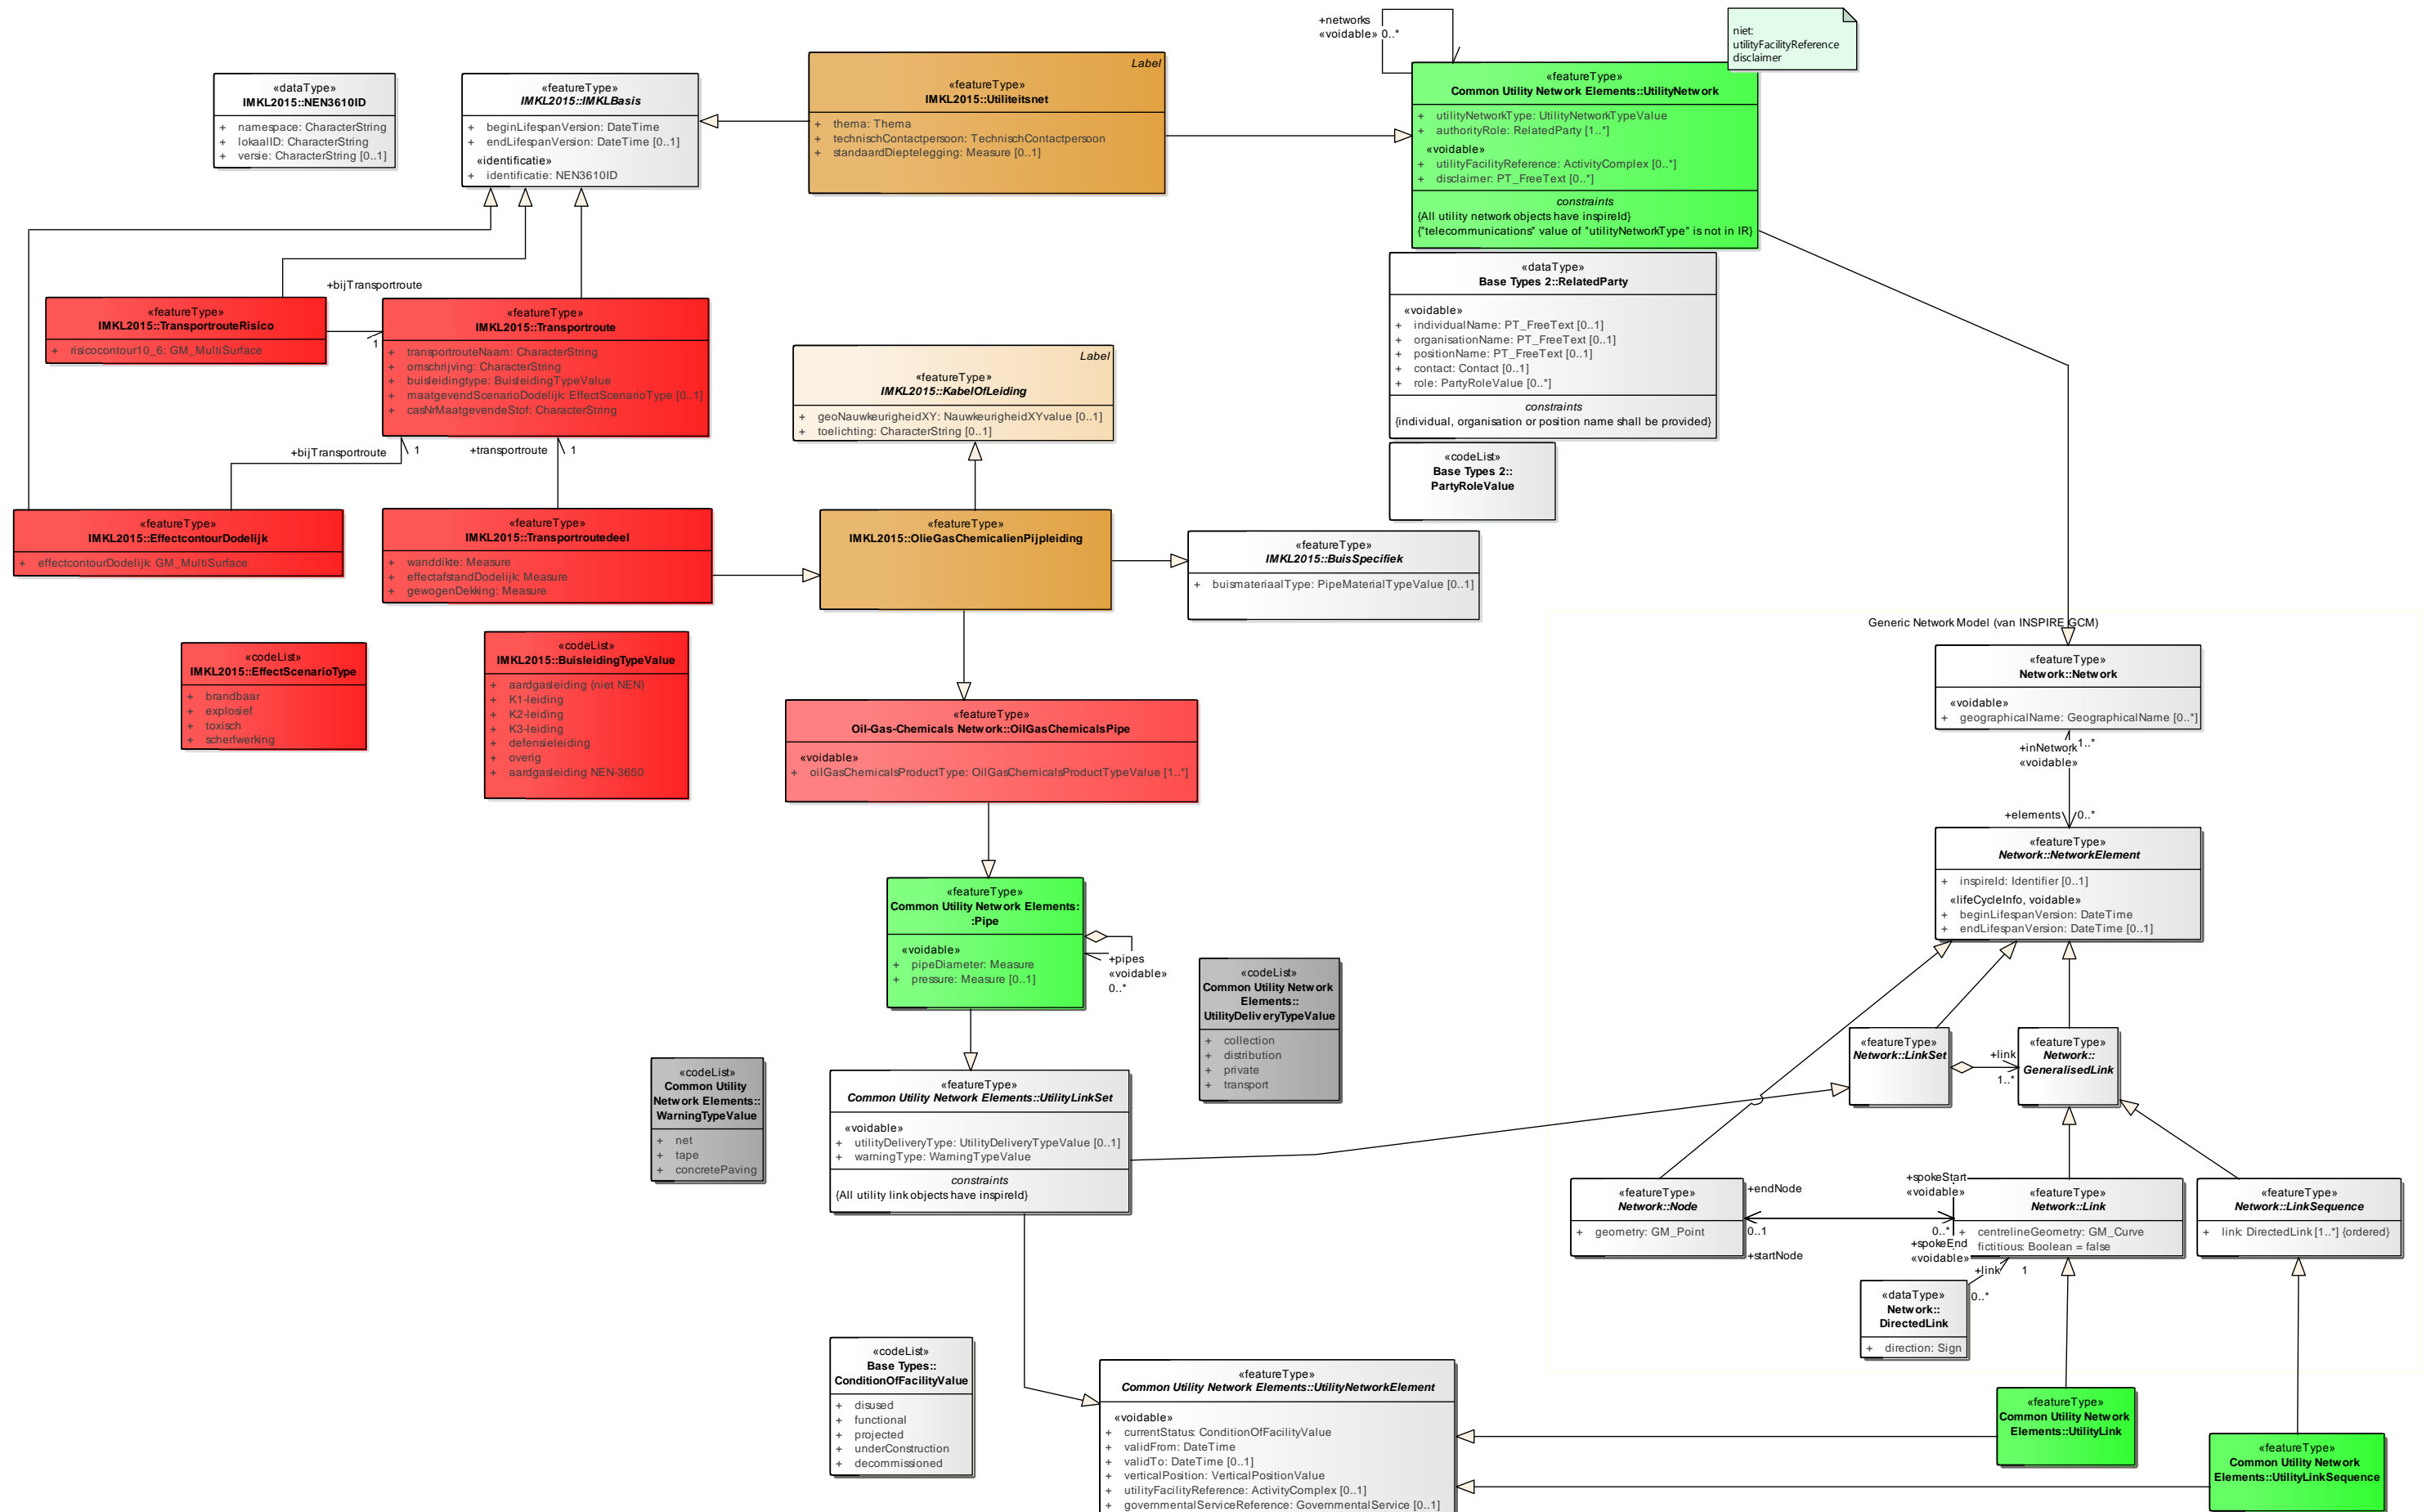 +networks
«voidable» 0..*
niet:
utilityFacilityReference
disclaimer
«dataType»
IMKL2015::NEN3610ID
+ namespace: CharacterString
+ lokaalID: CharacterString
+ versie: CharacterString [0..1]
«featureType»
IMKL2015::IMKLBasis
+ beginLifespanVersion: DateTime
+ endLifespanVersion: DateTime [0..1]
«identificatie»
+ identificatie: NEN3610ID
Label
«featureType»
IMKL2015::Utiliteitsnet
+ thema: Thema
+ technischContactpersoon: TechnischContactpersoon
+ standaardDieptelegging: Measure [0..1]
«featureType»
Common Utility Network Elements::UtilityNetwork
+ utilityNetworkType: UtilityNetworkTypeValue
+ authorityRole: RelatedParty [1..*]
«voidable»
+ utilityFacilityReference: ActivityComplex [0..*]
+ disclaimer: PT_FreeText [0..*]
constraints
{All utility network objects have inspireId}
{"telecommunications" value of "utilityNetworkType" is not in IR}
«dataType»
Base Types 2::RelatedParty
«voidable»
+ individualName: PT_FreeText [0..1]
+ organisationName: PT_FreeText [0..1]
+ positionName: PT_FreeText [0..1]
+ contact: Contact [0..1]
+ role: PartyRoleValue [0..*]
constraints
{individual, organisation or position name shall be provided}
«codeList»
Base Types 2::
PartyRoleValue
+bijTransportroute
1
«featureType»
IMKL2015::TransportrouteRisico
+ risicocontour10_6: GM_MultiSurface
«featureType»
IMKL2015::Transportroute
+ transportrouteNaam: CharacterString
+ omschrijving: CharacterString
+ buisleidingtype: BuisleidingTypeValue
+ maatgevendScenarioDodelijk: EffectScenarioType [0..1]
+ casNrMaatgevendeStof: CharacterString
+bijTransportroute 1
+transportroute 1
Label
«featureType»
IMKL2015::KabelOfLeiding
+ geoNauwkeurigheidXY: NauwkeurigheidXYvalue [0..1]
+ toelichting: CharacterString [0..1]
«featureType»
IMKL2015::EffectcontourDodelijk
+ effectcontourDodelijk: GM_MultiSurface
«featureType»
IMKL2015::Transportroutedeel
+ wanddikte: Measure
+ effectafstandDodelijk: Measure
+ gewogenDekking: Measure
«featureType»
IMKL2015::OlieGasChemicalienPijpleiding
«featureType»
IMKL2015::BuisSpecifiek
+ buismateriaalType: PipeMaterialTypeValue [0..1]
«codeList»
IMKL2015::EffectScenarioType
+ brandbaar
+ explosief
+ toxisch
+ scherfwerking
«codeList»
IMKL2015::BuisleidingTypeValue
+ aardgasleiding (niet NEN)
+ K1-leiding
+ K2-leiding
+ K3-leiding
+ defensieleiding
+ overig
+ aardgasleiding NEN-3650
«featureType»
Oil-Gas-Chemicals Network::OilGasChemicalsPipe
«voidable»
+ oilGasChemicalsProductType: OilGasChemicalsProductTypeValue [1..*]
Generic Network Model (van INSPIRE GCM)
«featureType»
Network::Network
«voidable»
+ geographicalName: GeographicalName [0..*]
+inNetwork 1..*
«voidable»
+elements 0..*
«featureType»
Network::NetworkElement
+ inspireId: Identifier [0..1]
«lifeCycleInfo, voidable»
+ beginLifespanVersion: DateTime
+ endLifespanVersion: DateTime [0..1]
«featureType»
Common Utility Network Elements:
:Pipe
«voidable»
+ pipeDiameter: Measure
+ pressure: Measure [0..1]
+pipes
«voidable»
0..*
«codeList»
Common Utility Network
Elements::
UtilityDeliveryTypeValue
+ collection
+ distribution
+ private
+ transport
«codeList»
Common Utility
Network Elements::
WarningTypeValue
+ net
+ tape
+ concretePaving
«featureType»
Common Utility Network Elements::UtilityLinkSet
«voidable»
+ utilityDeliveryType: UtilityDeliveryTypeValue [0..1]
+ warningType: WarningTypeValue
constraints
{All utility link objects have inspireId}
«featureType»
Network::LinkSet
+link
1..*
«featureType»
Network::
GeneralisedLink
«featureType»
Network::Node
+ geometry: GM_Point
+endNode
0..1
+startNode
+spokeStart
«voidable»
0..*
+spokeEnd
«voidable»
«featureType»
Network::Link
+ centrelineGeometry: GM_Curve
fictitious: Boolean = false
«featureType»
Network::LinkSequence
+ link: DirectedLink [1..*] {ordered}
+link 1
0..*
«dataType»
Network::
DirectedLink
+ direction: Sign
«codeList»
Base Types::
ConditionOfFacilityValue
+ disused
+ functional
+ projected
+ underConstruction
+ decommissioned
«featureType»
Common Utility Network Elements::UtilityNetworkElement
«voidable»
+ currentStatus: ConditionOfFacilityValue
+ validFrom: DateTime
+ validTo: DateTime [0..1]
+ verticalPosition: VerticalPositionValue
+ utilityFacilityReference: ActivityComplex [0..1]
+ governmentalServiceReference: GovernmentalService [0..1]
«featureType»
Common Utility Network
Elements::UtilityLink
«featureType»
Common Utility Network
Elements::UtilityLinkSequence